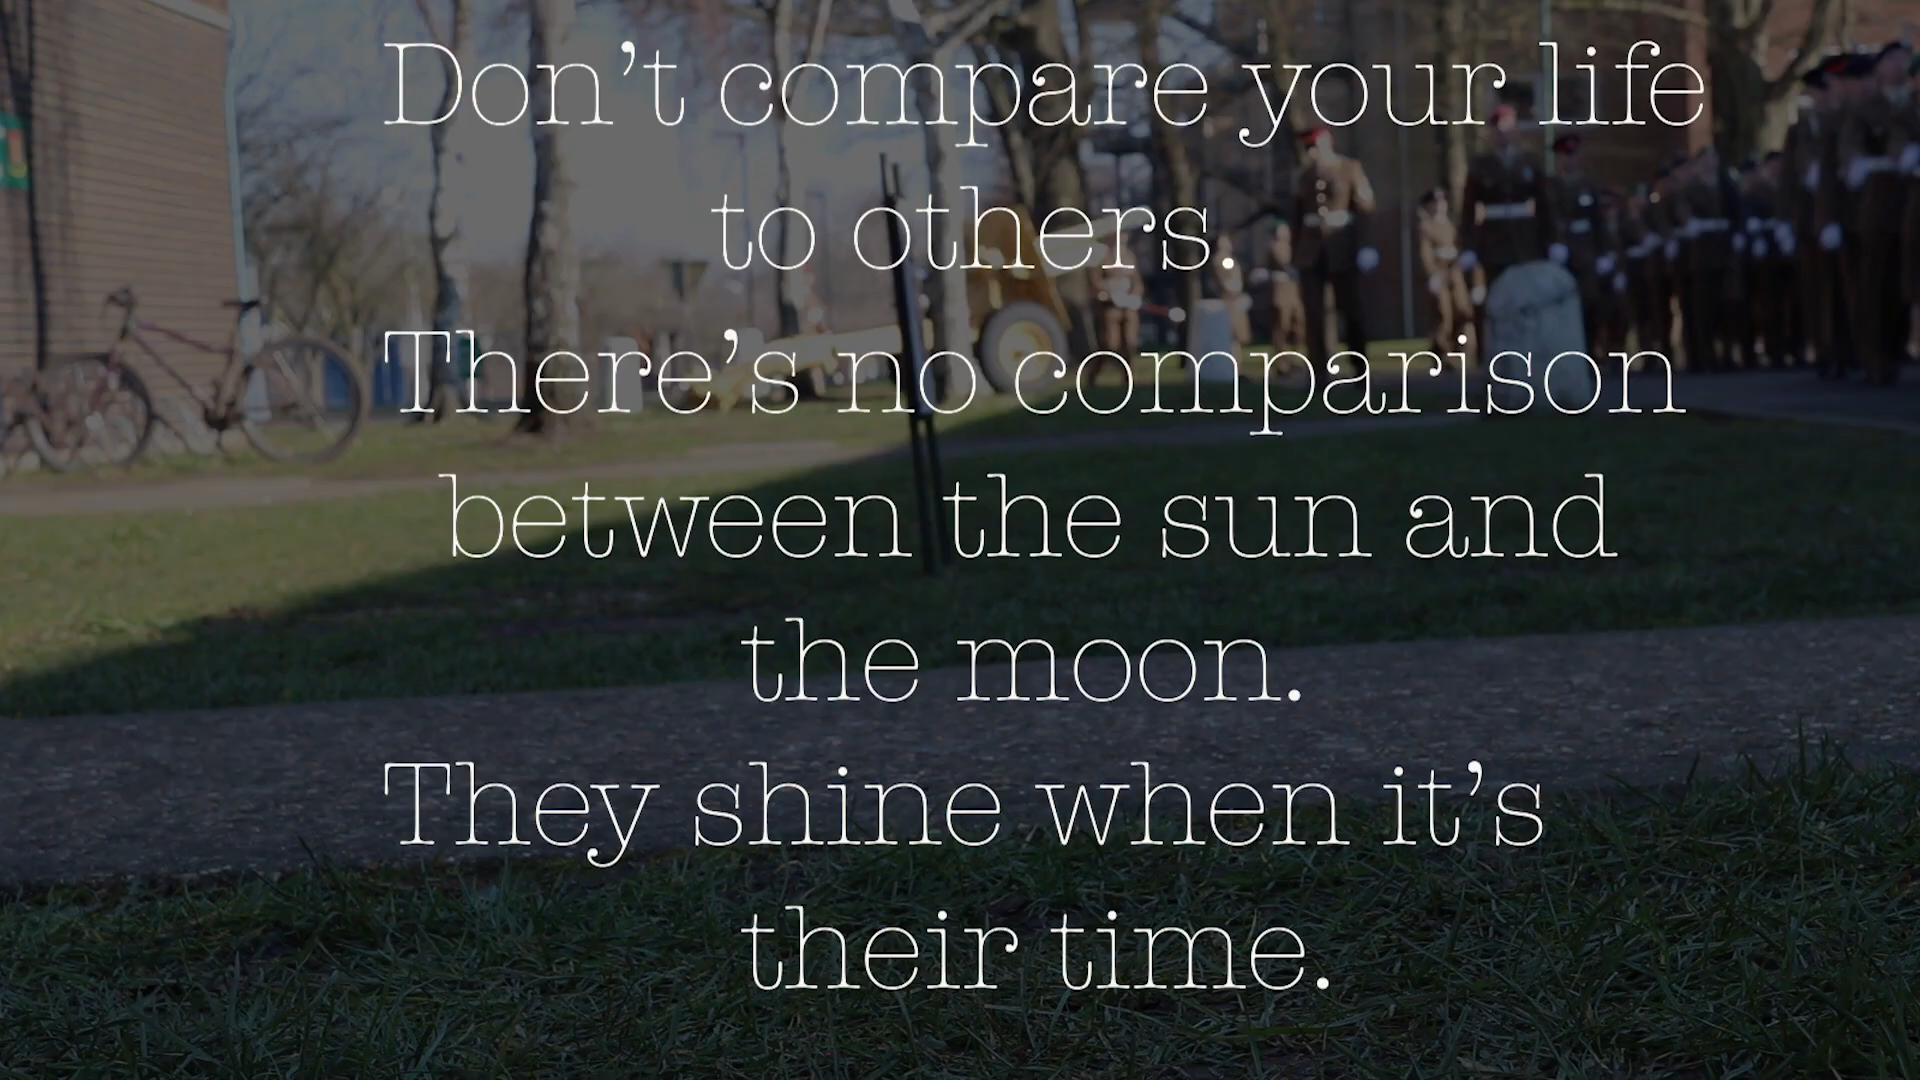 Don’t compare your life
to others.
There’s no comparison
between the sun and
the moon.
They shine when it’s
their time.